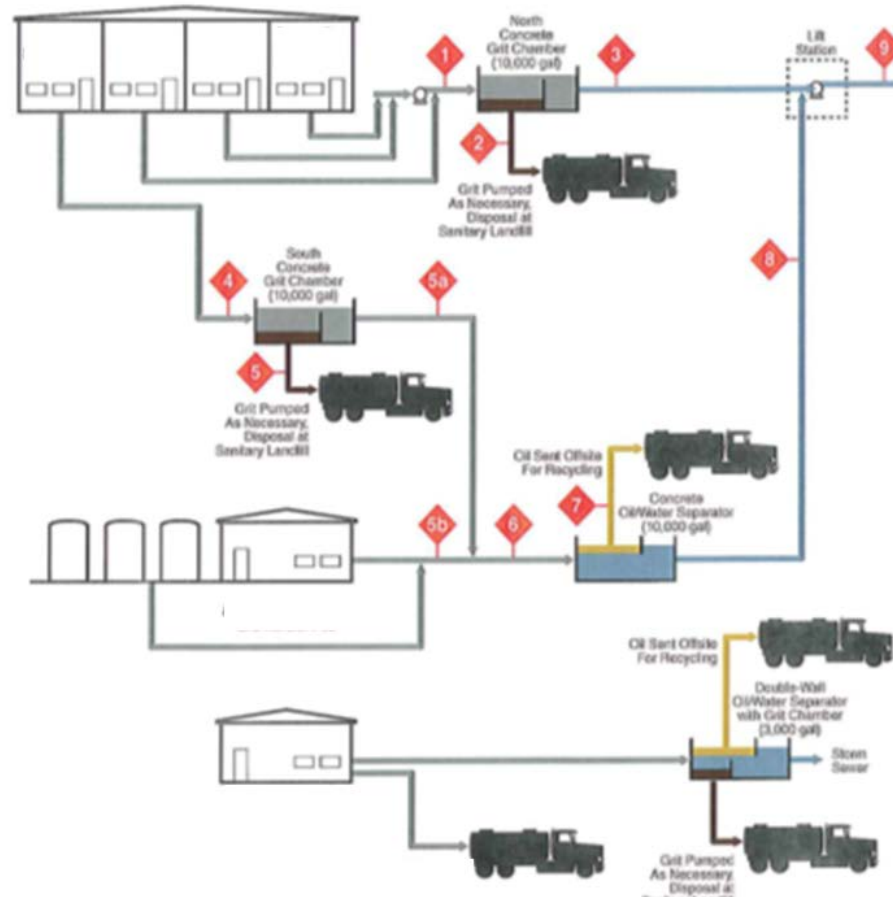 North
Concrete
Grit Chamber
(10,000 gal)
Lift
Station
1
3
9
2
Grit Pumped
As Necessary,
Disposal at
Sanitary Landfill
8
South
Concrete
Grit Chamber
(10,000 gal)
4
5a
5
Grit Pumped
As Necessary,
Disposal at
Sanitary Landfill
Oil Sent Offsite
For Recycling
7
Concrete
Oil/Water Separator
(10,000 gal)
5b
6
Oil Sent Offsite
For Recycling
Double-Wall
Oil/Water Separator
with Grit Chamber
(3,000 gal)
Storm
Sewer
Grit Pumped
As Necessary,
Disposal at